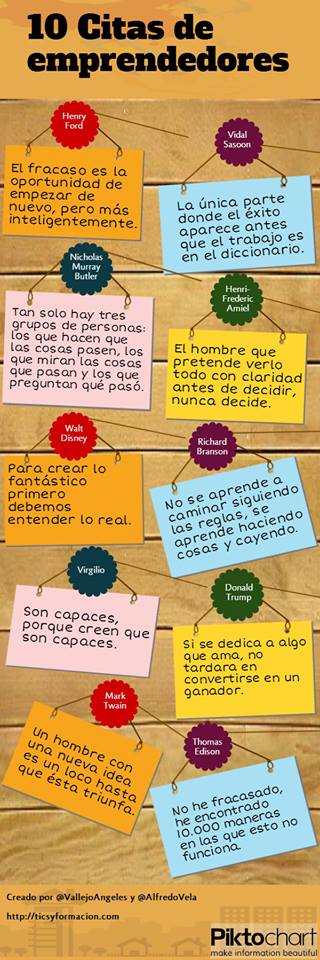 10 Citas de
emprendedores
Henry
Ford
El fracaso es la
oportunidad de
empezar de
nuevo, pero más
inteligentemente.
Vidal
Sasoon
La única parte
donde el éxito
aparece antes
que el trabajo es
en el diccionario.
Nicholas
Murray
Butler
Tan solo hay tres
grupos de personas:
los que hacen que
las cosas pasen, los
que miran las cosas
que pasan y los que
preguntan qué pasó.
Henri-
Frederic
Amiel
El hombre que
pretende verlo
todo con claridad
antes de decidir,
nunca decide.
Walt
Disney
Para crear lo
fantástico
primero
debemos
entender lo real.
Richard
Branson
No se aprende a
caminar siguiendo
las reglas, se
aprende haciendo
cosas y cayendo.
Virgilio
Son capaces,
porque creen que
son capaces.
Donald
Trump
Si se dedica a algo
que ama, no
tardara en
convertirse en un
ganador.
Mark
Twain
Un hombre con
una nueva idea
es un loco hasta
que ésta triunfa.
Thomas
Edison
No he fracasado,
he encontrado
10.000 maneras
en las que esto no
funciona
Creado por @VallejoAngeles y @AlfredoVela
http://ticsyformacion.com
Piktochart
make information beautiful